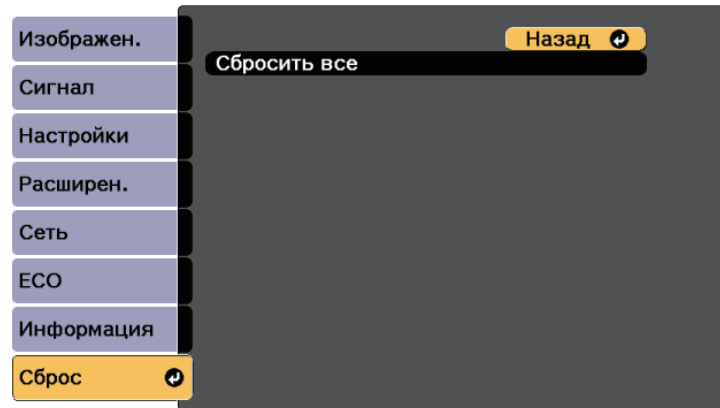 Изображен.
Сигнал
Настройки
Расширен.
Сеть
ECO
Информация
Сброс
Назад
Сбросить все